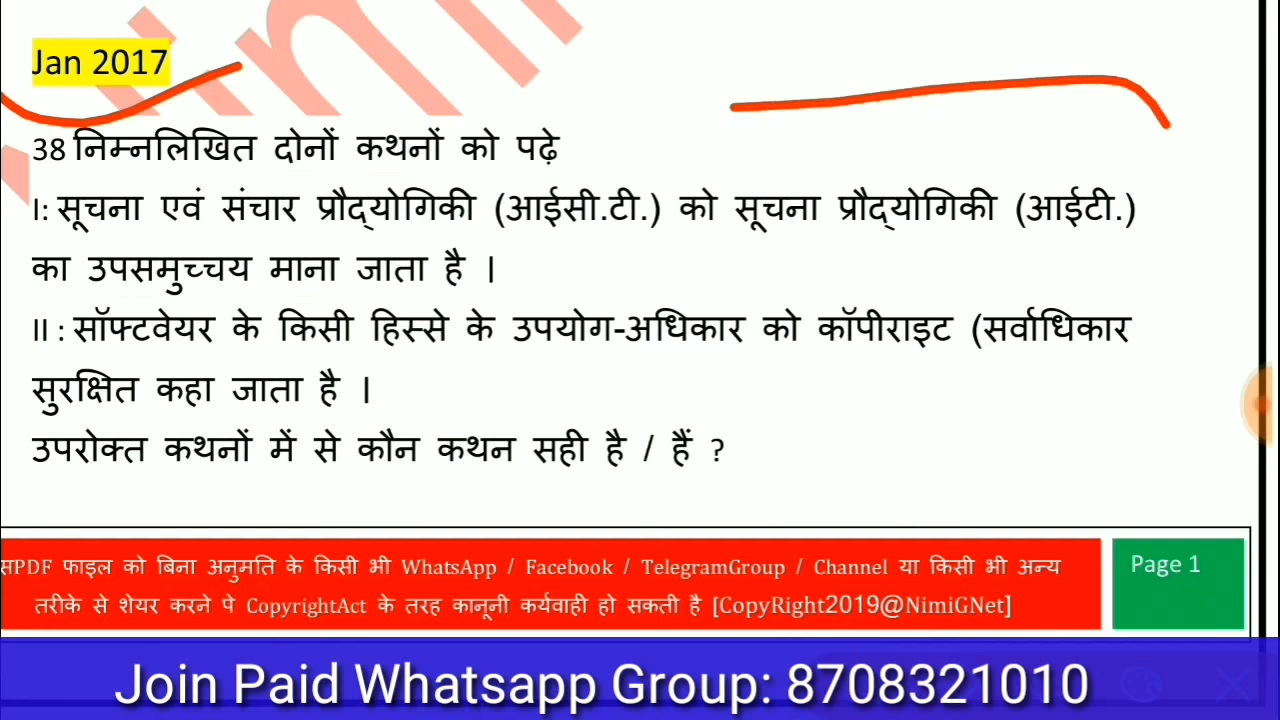 Jan 2017
38 निम्नलिखित दोनों कथनों को पढ़े
I: सूचना एवं संचार प्रौद्योगिकी (आईसी.टी.) को सूचना प्रौद्योगिकी (आईटी.)
का उपसमुच्चय माना जाता है ।
II : सॉफ्टवेयर के किसी हिस्से के उपयोग-अधिकार को कॉपीराइट (सर्वाधिकार
सुरक्षित कहा जाता है ।
उपरोक्त कथनों में से कौन कथन सही है / हैं ?
सPDF फाइल को बिना अनुमति के किसी भी WhatsApp / Facebook / TelegramGroup / Channel या किसी भी अन्य
तरीके से शेयर करने पे CopyrightAct के तरह कानूनी कर्यवाही हो सकती है [CopyRight2019@NimiGNet]
Page 1
Join Paid Whatsapp Group: 8708321010